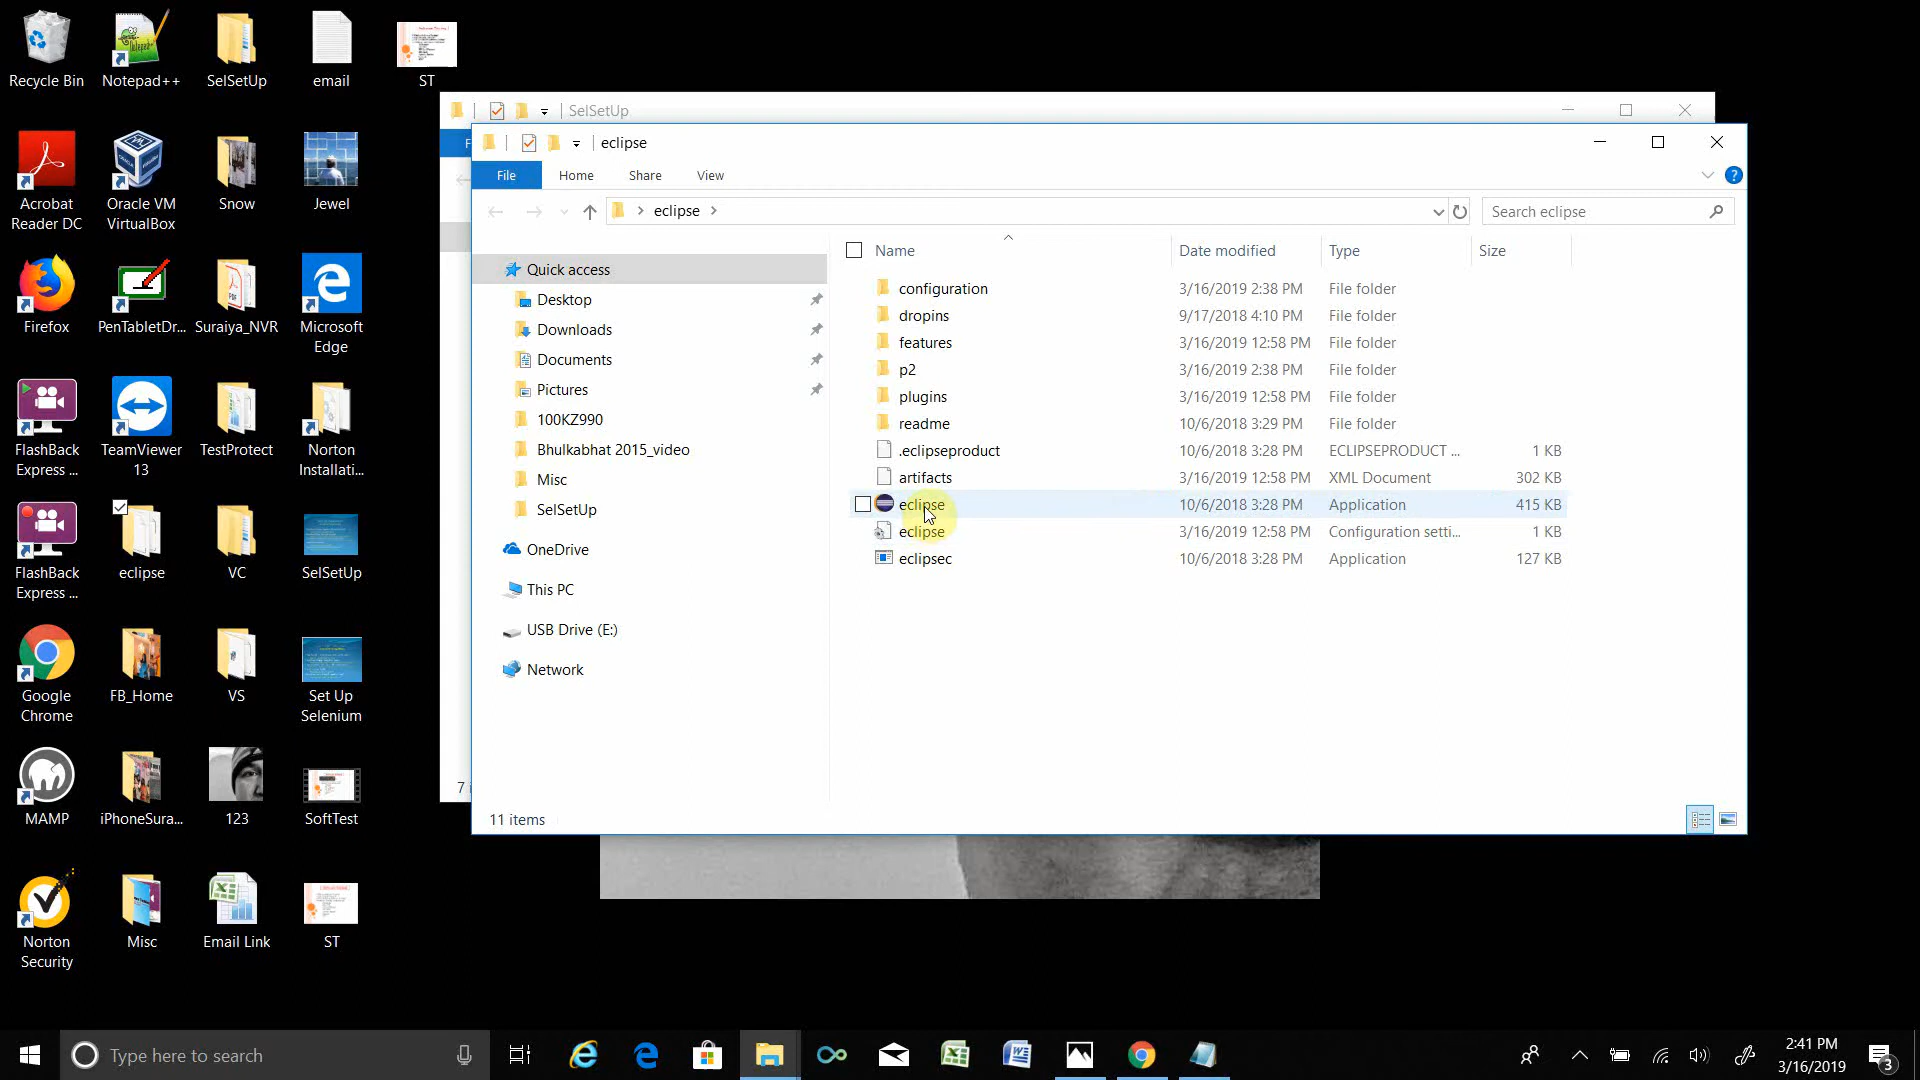 Recycle Bin
Notepad++
SelSetUp
email
ST
Acrobat
Reader DC
Oracle VM
VirtualBox
Snow
Jewel
Firefox
PenTabletDr...
Suraiya_NVR
Microsoft
Edge
FlashBack
Express ...
TeamViewer
13
TestProtect
Norton
Installati...
FlashBack
Express ...
eclipse
VC
SelSetUp
Google
Chrome
FB_Home
VS
Set Up
Selenium
MAMP
iPhoneSura...
123
SoftTest
Norton
Security
Misc
Email Link
ST
SelSetUp
eclipse
File
Home
Share
View
eclipse
Search eclipse
Quick access
Desktop
Downloads
Documents
Pictures
100KZ990
Bhulkabhat 2015_video
Misc
SelSetUp
OneDrive
This PC
USB Drive (E:)
Network
Name Date modified Type Size
configuration 3/16/2019 2:38 PM File folder
dropins 9/17/2018 4:10 PM File folder
features 3/16/2019 12:58 PM File folder
p2 3/16/2019 2:38 PM File folder
plugins 3/16/2019 12:58 PM File folder
readme 10/6/2018 3:29 PM File folder
.eclipseproduct 10/6/2018 3:28 PM ECLIPSEPRODUCT ... 1 KB
artifacts 3/16/2019 12:58 PM XML Document 302 KB
eclipse 10/6/2018 3:28 PM Application 415 KB
eclipse 3/16/2019 12:58 PM Configuration setti... 1 KB
eclipsec 10/6/2018 3:28 PM Application 127 KB
11 items
Type here to search
2:41 PM
3/16/2019
3